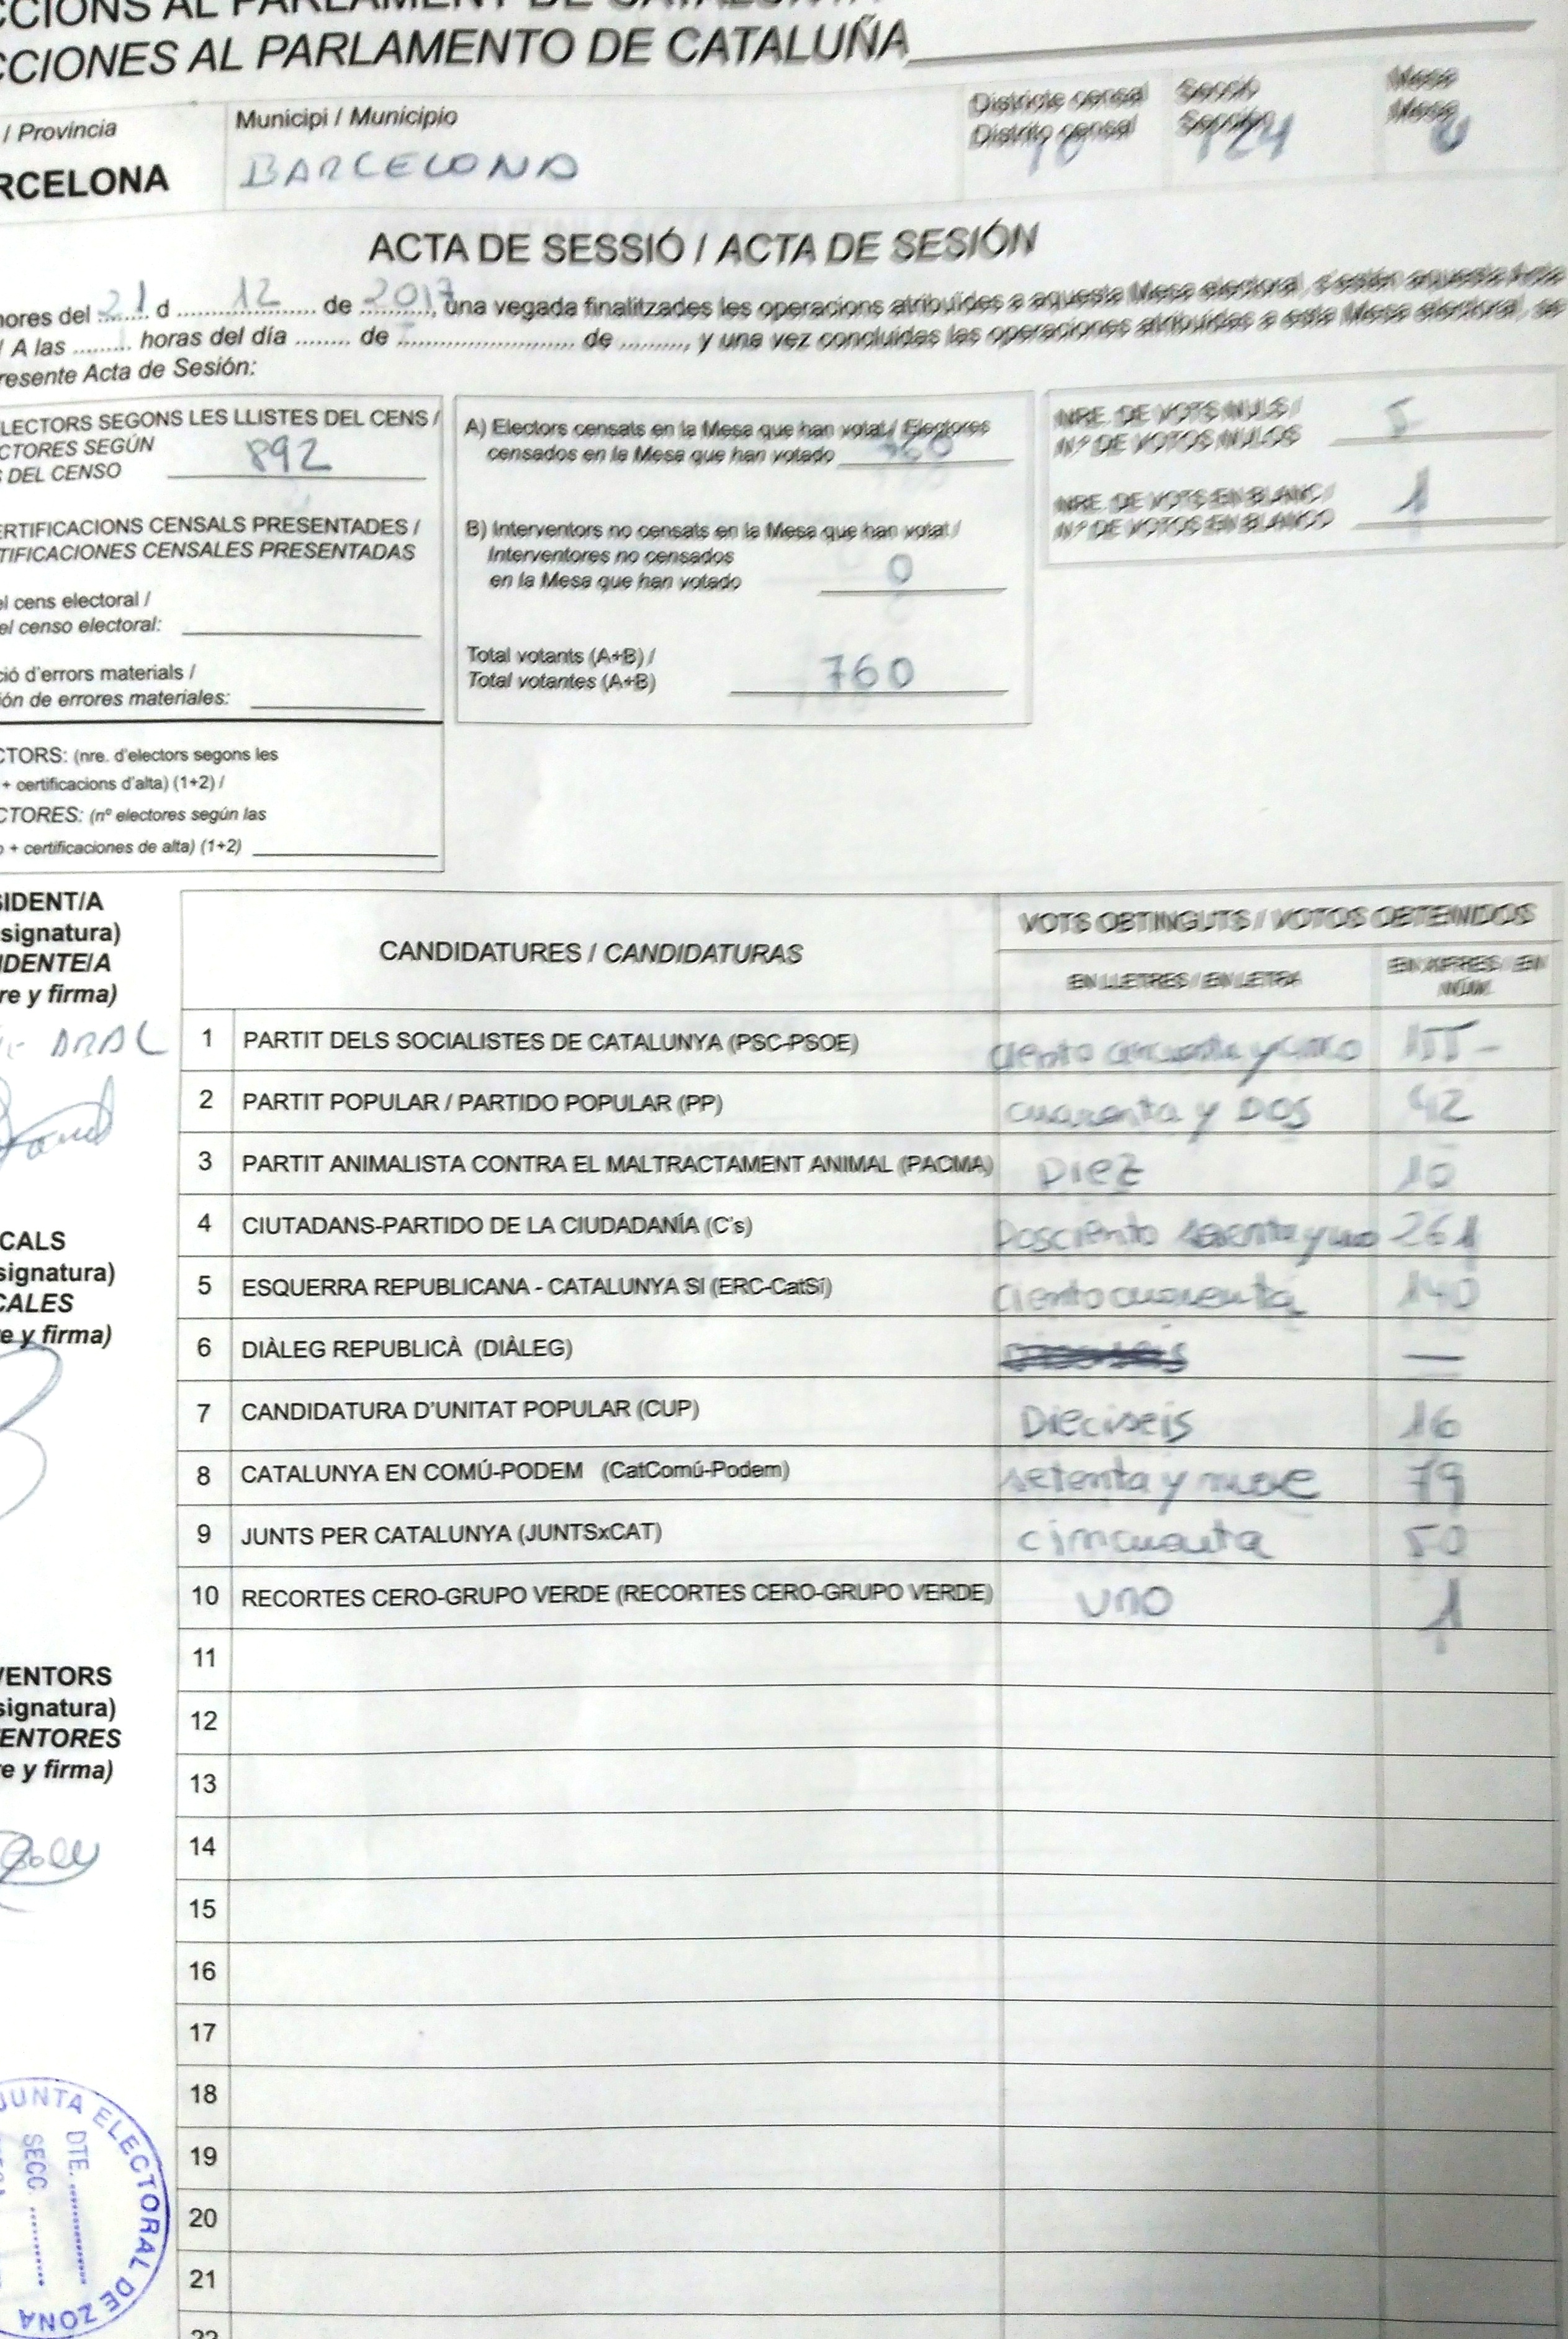 CCIONS AL PARLAMENT DE CATALUNYA
CCIONES AL PARLAMENTO DE CATALUÑA
/ Provincia
RCELONA
Municipi / Municipio
BARCELONA
Districte censal
Distrito censal
10
Secció
Sección
124
Mesa
Mesa
U
ACTA DE SESSIÓ / ACTA DE SESIÓN
hores del 21 d 12 de 2017, una vegada finalitzades les operacions atribuïdes a aquesta Mesa electoral, s'estén aquesta
/ A las ......... horas del día ........ de ............................ de ........., y una vez concluidas las operaciones atribuidas a esta Mesa electoral, se
resente Acta de Sesión:
LECTORS SEGONS LES LLISTES DEL CENS /
CTORES SEGÚN
S DEL CENSO 892
ERTIFICACIONS CENSALS PRESENTADES /
TIFICACIONES CENSALES PRESENTADAS
el cens electoral /
el censo electoral:
ció d'errors materials /
ión de errores materiales:
CTORS: (nre. d'electors segons les
+ certificacions d'alta) (1+2) /
CTORES: (nº electores según las
o + certificaciones de alta) (1+2)
A) Electors censats en la Mesa que han votat / Electores
censados en la Mesa que han votado 760
B) Interventors no censats en la Mesa que han votat /
Interventores no censados
en la Mesa que han votado 0
Total votants (A+B) /
Total votantes (A+B) 760
NRE. DE VOTS NULS /
Nº DE VOTOS NULOS 5
NRE. DE VOTS EN BLANC /
Nº DE VOTOS EN BLANCO 1
SIDENT/A
signatura)
IDENTE/A
re y firma)
ARAL
CALS
signatura)
CALES
re y firma)
VENTORS
signatura)
ENTORES
re y firma)
CANDIDATURES / CANDIDATURAS
VOTS OBTINGUTS / VOTOS OBTENIDOS
EN LLETRES / EN LETRA
EN XIFRES / EN
NÚM.
1 PARTIT DELS SOCIALISTES DE CATALUNYA (PSC-PSOE) ciento cincuenta y cinco 155 -
2 PARTIT POPULAR / PARTIDO POPULAR (PP) cuarenta y DOS 42
3 PARTIT ANIMALISTA CONTRA EL MALTRACTAMENT ANIMAL (PACMA) DIEZ 10
4 CIUTADANS-PARTIDO DE LA CIUDADANÍA (C's) Dosciento sesenta y uno 261
5 ESQUERRA REPUBLICANA - CATALUNYA SÍ (ERC-CatSí) ciento cuarenta 140
6 DIÀLEG REPUBLICÀ (DIÀLEG) —
7 CANDIDATURA D'UNITAT POPULAR (CUP) Dieciseis 16
8 CATALUNYA EN COMÚ-PODEM (CatComú-Podem) setenta y nueve 79
9 JUNTS PER CATALUNYA (JUNTSxCAT) cincuenta 50
10 RECORTES CERO-GRUPO VERDE (RECORTES CERO-GRUPO VERDE) uno 1
11
12
13
14
15
16
17
18
19
20
21
22
JUNTA ELECTORAL DE ZONA
DTE.
SECC.